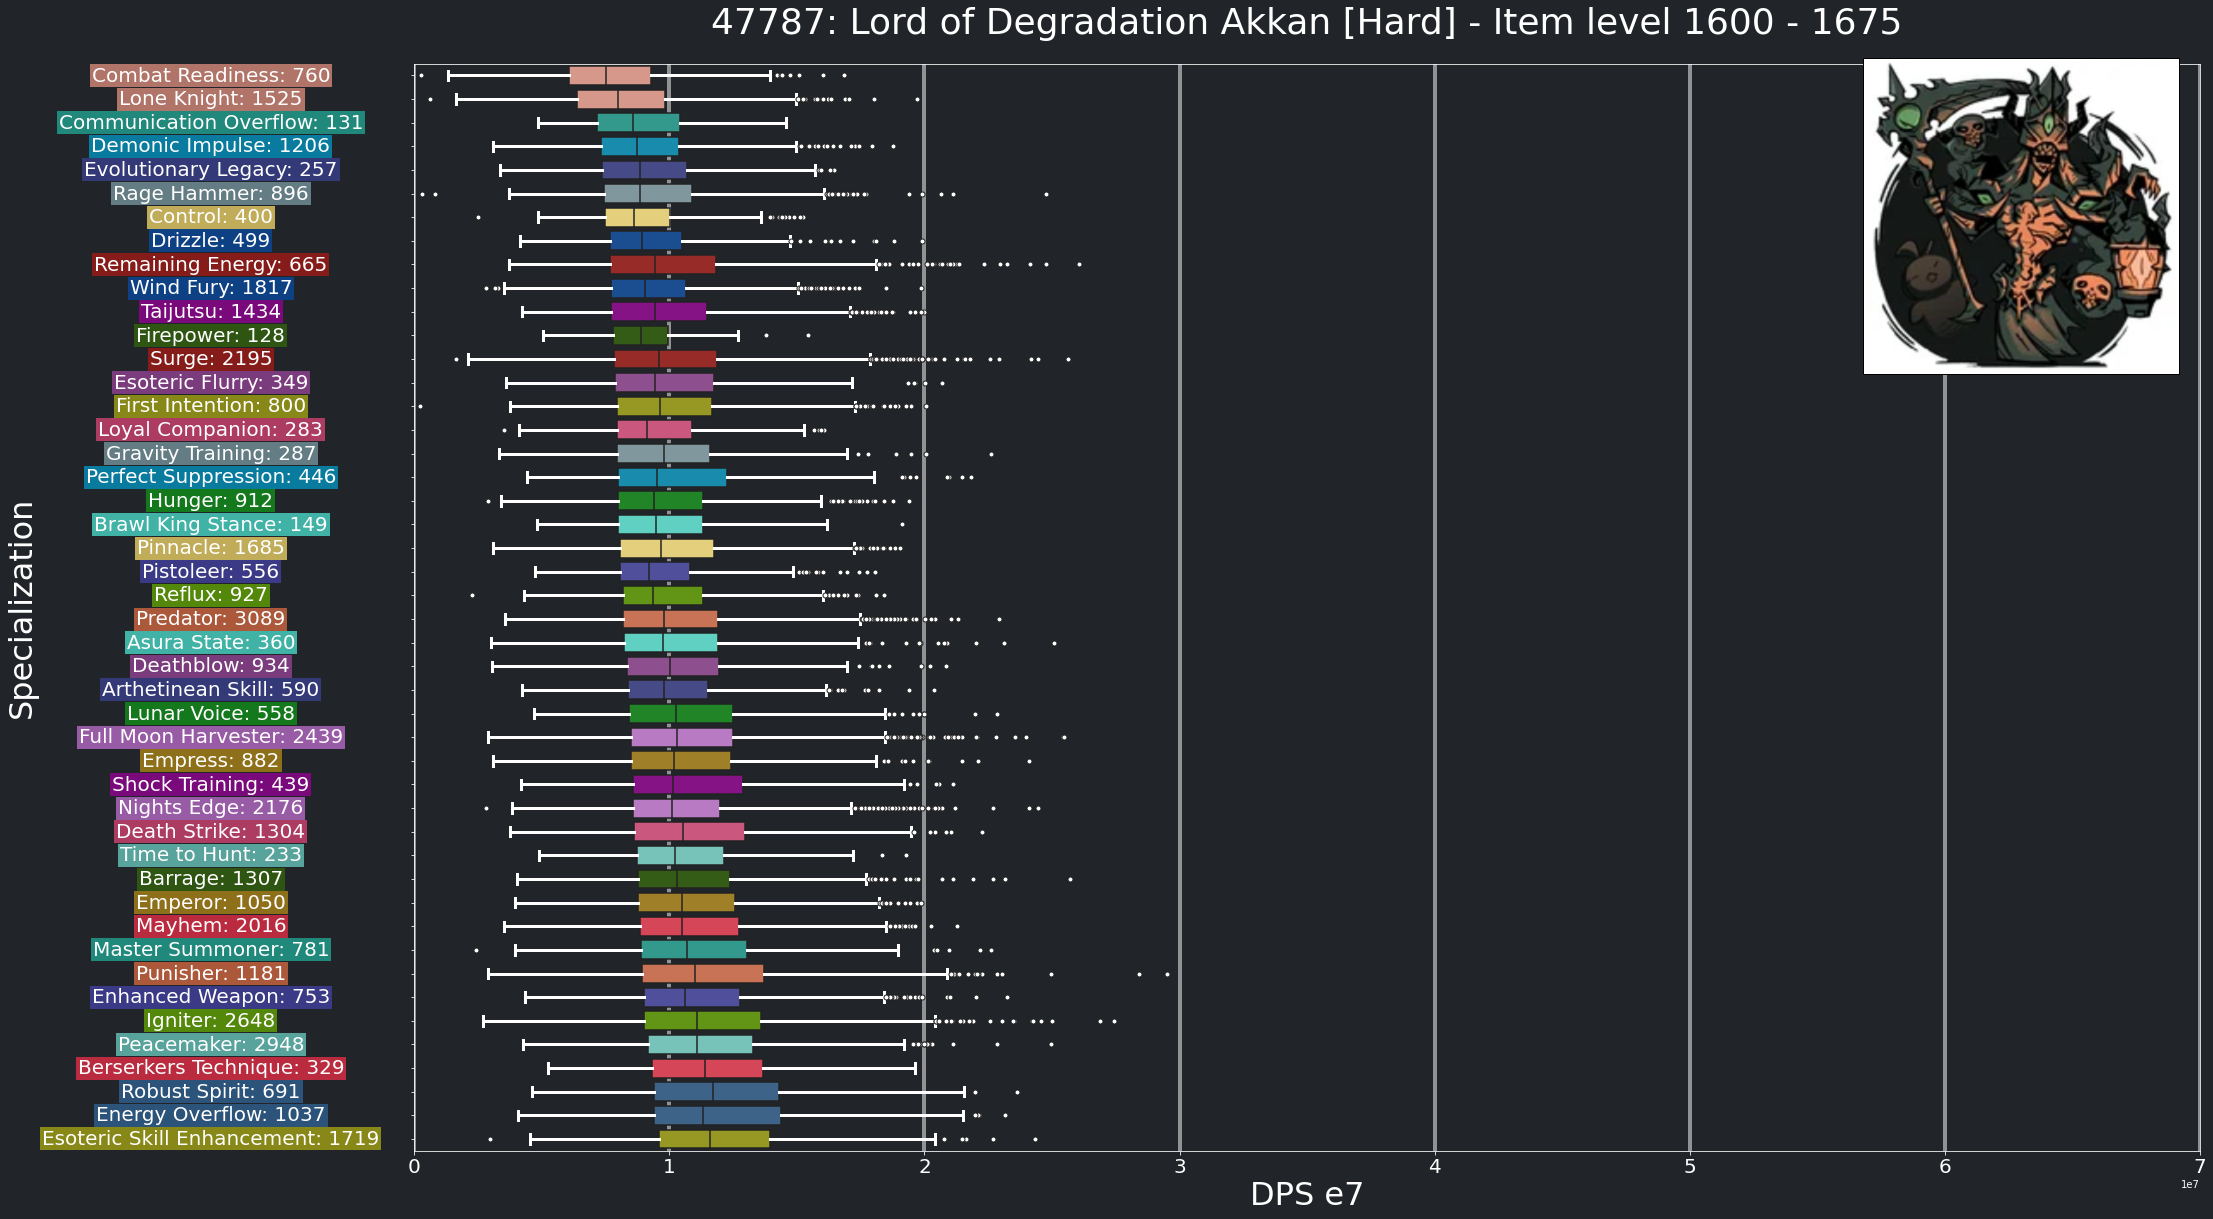 47787: Lord of Degradation Akkan [Hard] - Item level 1600 - 1675
Combat Readiness: 760
Lone Knight: 1525
Communication Overflow: 131
Demonic Impulse: 1206
Evolutionary Legacy: 257
Rage Hammer: 896
Control: 400
Drizzle: 499
Remaining Energy: 665
Wind Fury: 1817
Taijutsu: 1434
Firepower: 128
Surge: 2195
Esoteric Flurry: 349
First Intention: 800
Loyal Companion: 283
Gravity Training: 287
Perfect Suppression: 446
Hunger: 912
Brawl King Stance: 149
Pinnacle: 1685
Pistoleer: 556
Reflux: 927
Predator: 3089
Asura State: 360
Deathblow: 934
Arthetinean Skill: 590
Lunar Voice: 558
Full Moon Harvester: 2439
Empress: 882
Shock Training: 439
Nights Edge: 2176
Death Strike: 1304
Time to Hunt: 233
Barrage: 1307
Emperor: 1050
Mayhem: 2016
Master Summoner: 781
Punisher: 1181
Enhanced Weapon: 753
Igniter: 2648
Peacemaker: 2948
Berserkers Technique: 329
Robust Spirit: 691
Energy Overflow: 1037
Esoteric Skill Enhancement: 1719
Specialization
0 1 2 3 4 5 6 7
1e7
DPS e7